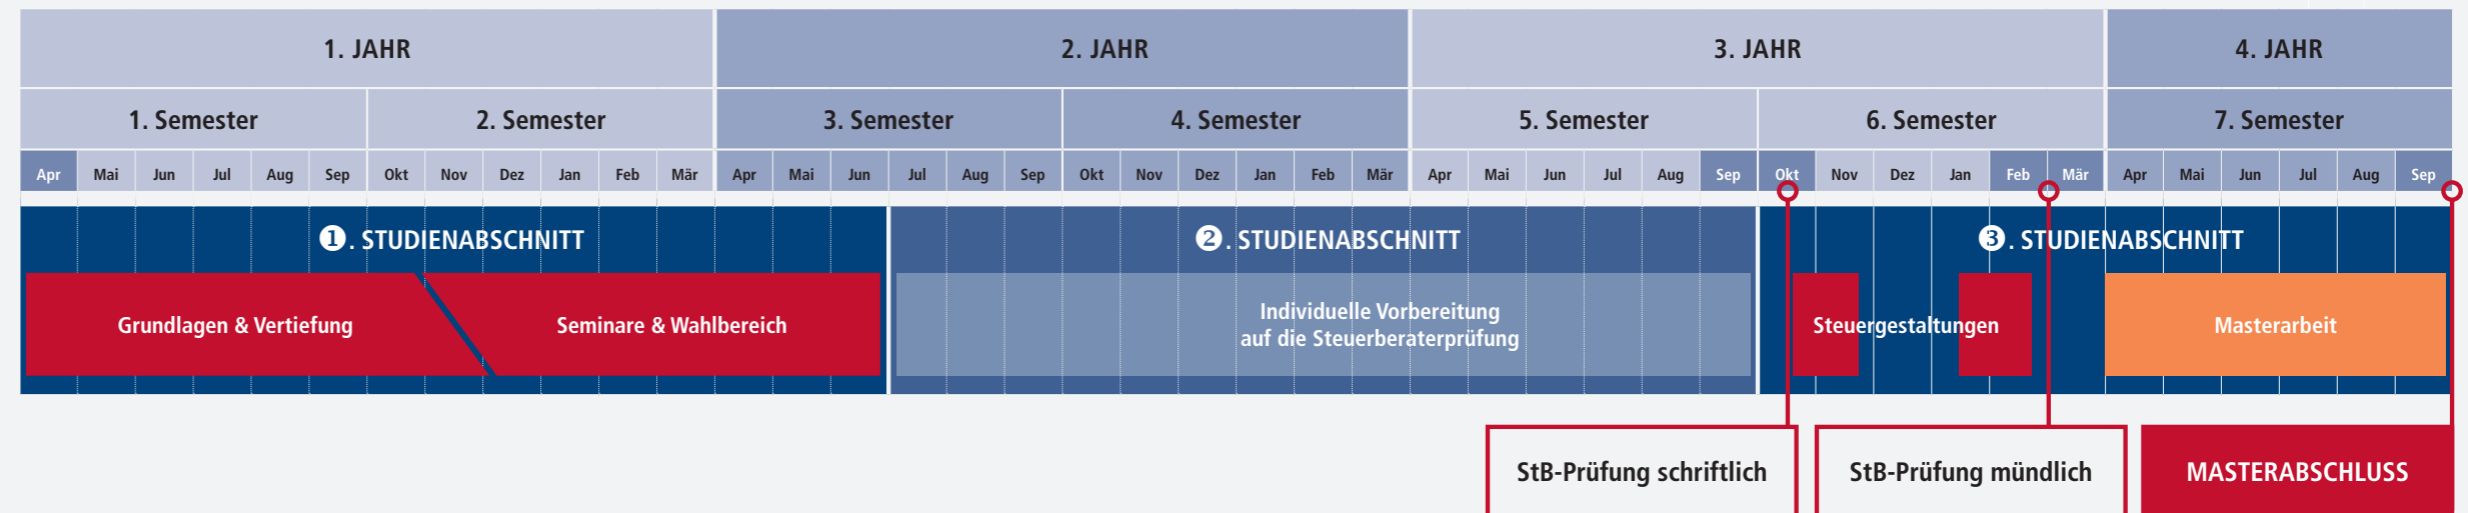 1. JAHR 2. JAHR 3. JAHR 4. JAHR
1. Semester 2. Semester 3. Semester 4. Semester 5. Semester 6. Semester 7. Semester
Apr Mai Jun Jul Aug Sep Okt Nov Dez Jan Feb Mär Apr Mai Jun Jul Aug Sep Okt Nov Dez Jan Feb Mär Apr Mai Jun Jul Aug Sep Okt Nov Dez Jan Feb Mär Apr Mai Jun Jul Aug Sep
❶. STUDIENABSCHNITT ❷. STUDIENABSCHNITT ❸. STUDIENABSCHNITT
Grundlagen & Vertiefung
Seminare & Wahlbereich
Individuelle Vorbereitung
auf die Steuerberaterprüfung
Steuergestaltungen
Masterarbeit
StB-Prüfung schriftlich
StB-Prüfung mündlich
MASTERABSCHLUSS